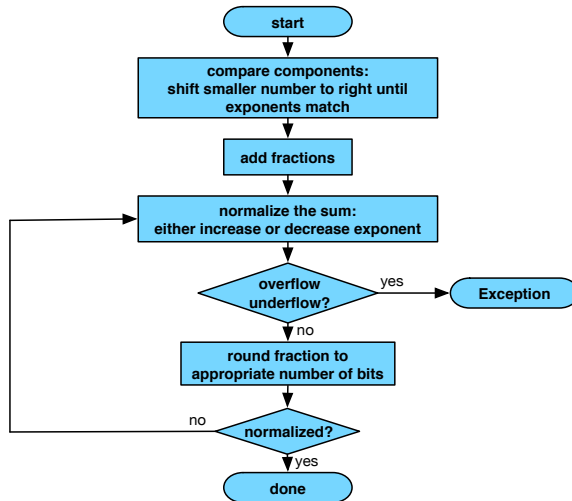 start
compare components:
shift smaller number to right until
exponents match
add fractions
normalize the sum:
either increase or decrease exponent
overflow
underflow?
yes
Exception
no
round fraction to
appropriate number of bits
no
normalized?
yes
done